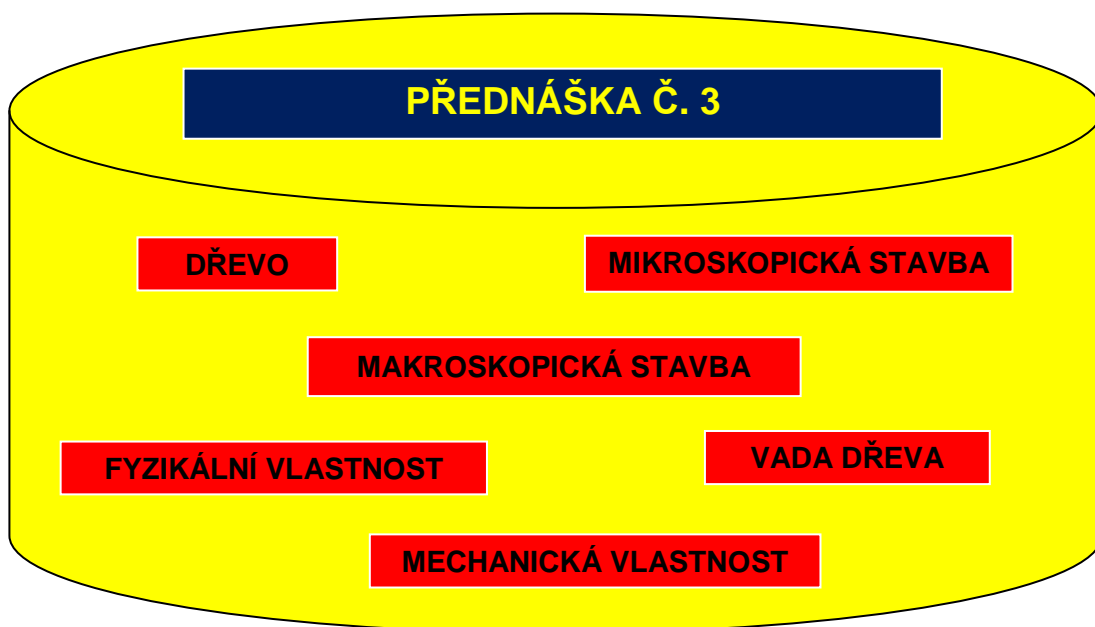 PŘEDNÁŠKA Č. 3
DŘEVO
MIKROSKOPICKÁ STAVBA
MAKROSKOPICKÁ STAVBA
FYZIKÁLNÍ VLASTNOST
VADA DŘEVA
MECHANICKÁ VLASTNOST